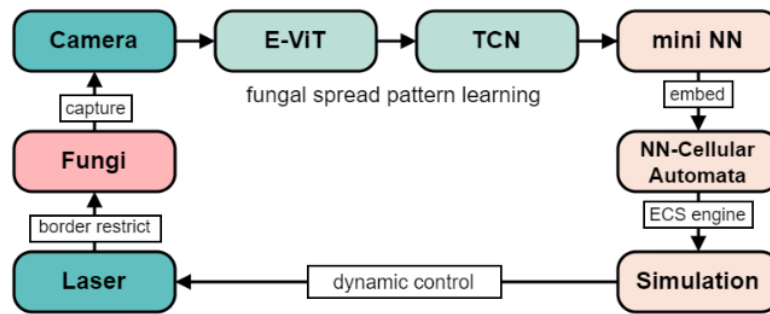 Camera
E-ViT
TCN
mini NN
capture
fungal spread pattern learning
embed
Fungi
NN-Cellular
Automata
border restrict
ECS engine
Laser
dynamic control
Simulation